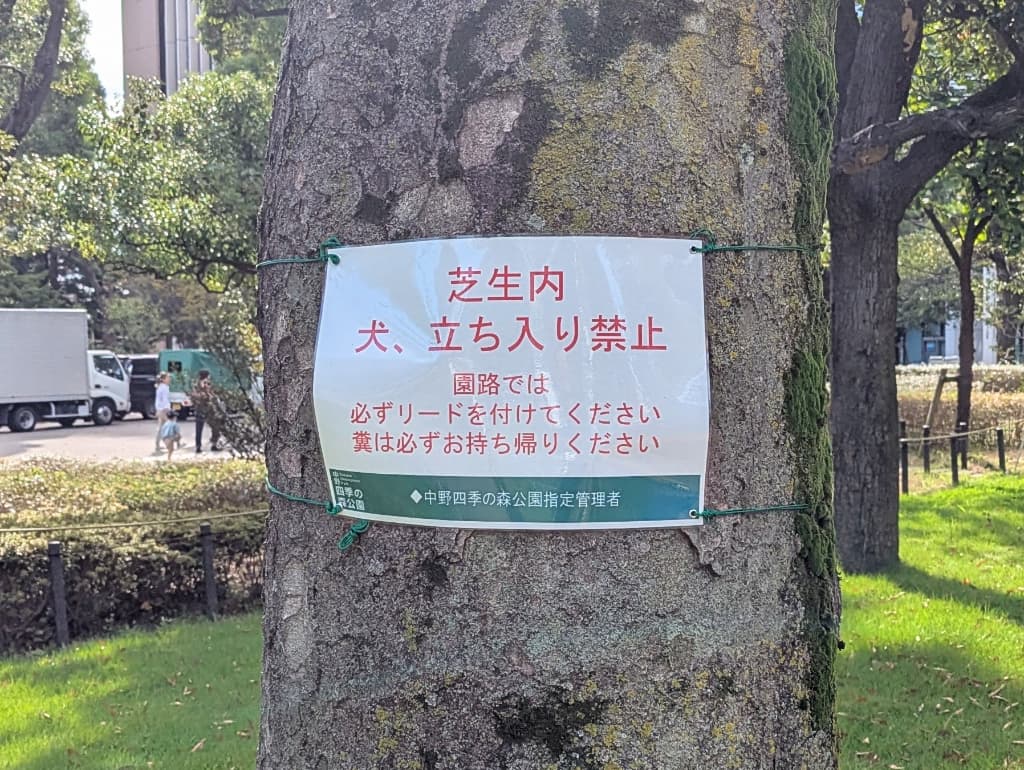 芝生内
犬、立ち入り禁止
園路では
必ずリードを付けてください
糞は必ずお持ち帰りください
中野
四季の
森公園
◆中野四季の森公園指定管理者